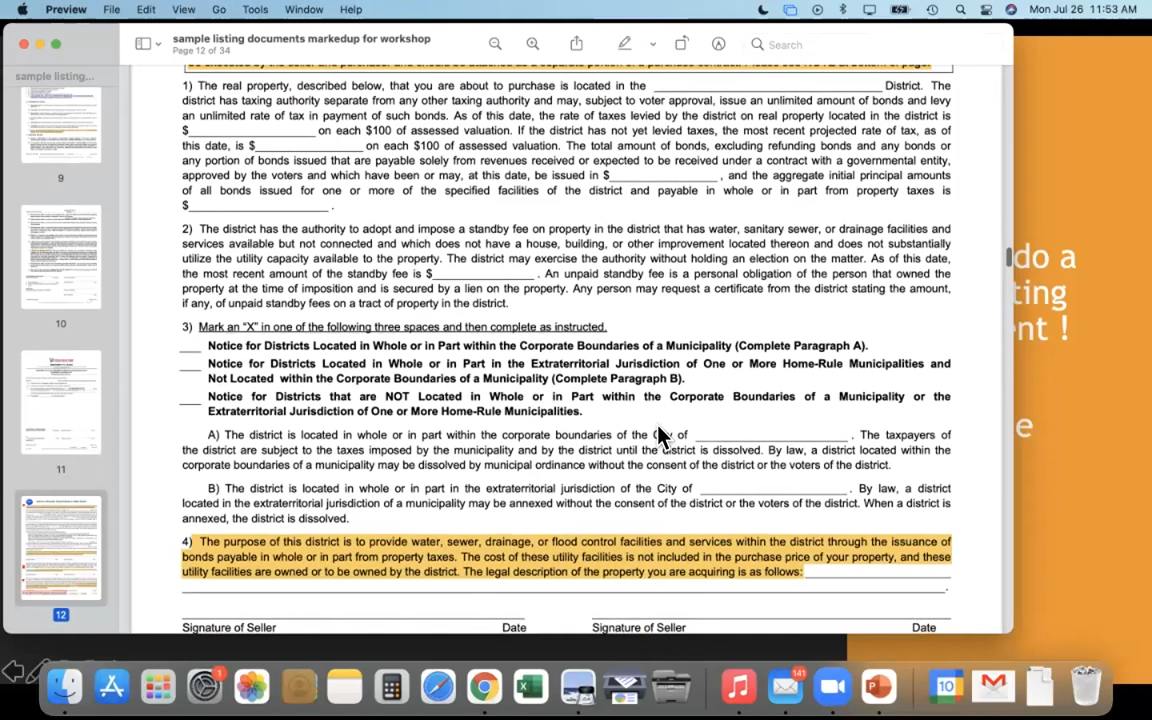 Preview File Edit View Go Tools Window Help
Mon Jul 26 11:53 AM
sample listing documents markedup for workshop
Page 12 of 34
Search
sample listing...
9
10
11
12
1) The real property, described below, that you are about to purchase is located in the ____ District. The
district has taxing authority separate from any other taxing authority and may, subject to voter approval, issue an unlimited amount of bonds and levy
an unlimited rate of tax in payment of such bonds. As of this date, the rate of taxes levied by the district on real property located in the district is
$____ on each $100 of assessed valuation. If the district has not yet levied taxes, the most recent projected rate of tax, as of
this date, is $____ on each $100 of assessed valuation. The total amount of bonds, excluding refunding bonds and any bonds or
any portion of bonds issued that are payable solely from revenues received or expected to be received under a contract with a governmental entity,
approved by the voters and which have been or may, at this date, be issued in $____, and the aggregate initial principal amounts
of all bonds issued for one or more of the specified facilities of the district and payable in whole or in part from property taxes is
$____.
2) The district has the authority to adopt and impose a standby fee on property in the district that has water, sanitary sewer, or drainage facilities and
services available but not connected and which does not have a house, building, or other improvement located thereon and does not substantially
utilize the utility capacity available to the property. The district may exercise the authority without holding an election on the matter. As of this date,
the most recent amount of the standby fee is $____. An unpaid standby fee is a personal obligation of the person that owned the
property at the time of imposition and is secured by a lien on the property. Any person may request a certificate from the district stating the amount,
if any, of unpaid standby fees on a tract of property in the district.
3) Mark an "X" in one of the following three spaces and then complete as instructed.
____ Notice for Districts Located in Whole or in Part within the Corporate Boundaries of a Municipality (Complete Paragraph A).
____ Notice for Districts Located in Whole or in Part in the Extraterritorial Jurisdiction of One or More Home-Rule Municipalities and
Not Located within the Corporate Boundaries of a Municipality (Complete Paragraph B).
____ Notice for Districts that are NOT Located in Whole or in Part within the Corporate Boundaries of a Municipality or the
Extraterritorial Jurisdiction of One or More Home-Rule Municipalities.
A) The district is located in whole or in part within the corporate boundaries of the City of ____. The taxpayers of
the district are subject to the taxes imposed by the municipality and by the district until the district is dissolved. By law, a district located within the
corporate boundaries of a municipality may be dissolved by municipal ordinance without the consent of the district or the voters of the district.
B) The district is located in whole or in part in the extraterritorial jurisdiction of the City of ____. By law, a district
located in the extraterritorial jurisdiction of a municipality may be annexed without the consent of the district or the voters of the district. When a district is
annexed, the district is dissolved.
4) The purpose of this district is to provide water, sewer, drainage, or flood control facilities and services within the district through the issuance of
bonds payable in whole or in part from property taxes. The cost of these utility facilities is not included in the purchase price of your property, and these
utility facilities are owned or to be owned by the district. The legal description of the property you are acquiring is as follows:____
____.
Signature of Seller Date Signature of Seller Date
do a
ting
nt !
e
1
141
10